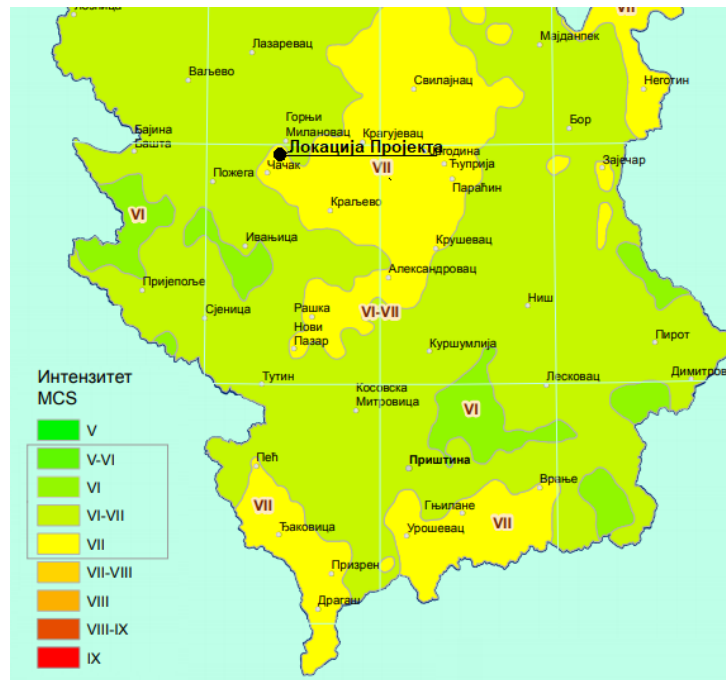 VII
Лазаревац
Мајданпек
Ваљево
Свилајнац
Неготин
Горњи
Милановац
Крагујевац
Бор
Бајина
Башта
Локација Пројекта
Чачак
Ћуприја
Зајечар
VII
Параћин
Пожега
VI
Краљево
Ивањица
Крушевац
Александровац
Пријепоље
Сјеница
Рашка
VI-VII
Ниш
Нови
Пазар
Куршумлија
Пирот
Тутин
Косовска
Митровица
Лесковац
Димитров
VI
Интензитет
MCS
V
V-VI
VI
VI-VII
VII
VII-VIII
VIII
VIII-IX
IX
Пећ
Приштина
Врање
VII
Гњилане
VII
Ђаковица
Урошевац
Призрен
Драгаш